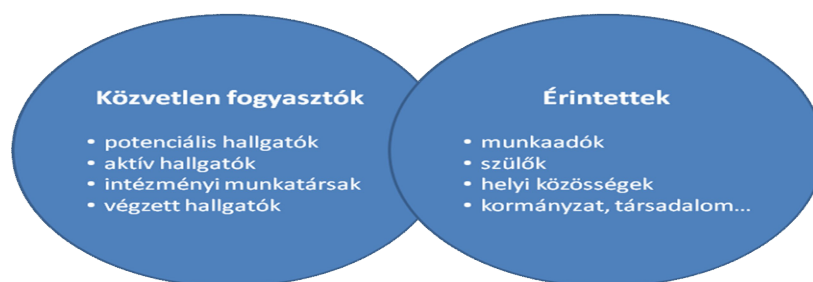 Közvetlen fogyasztók
• potenciális hallgatók
• aktív hallgatók
• intézményi munkatársak
• végzett hallgatók
Érintettek
• munkaadók
• szülők
• helyi közösségek
• kormányzat, társadalom...